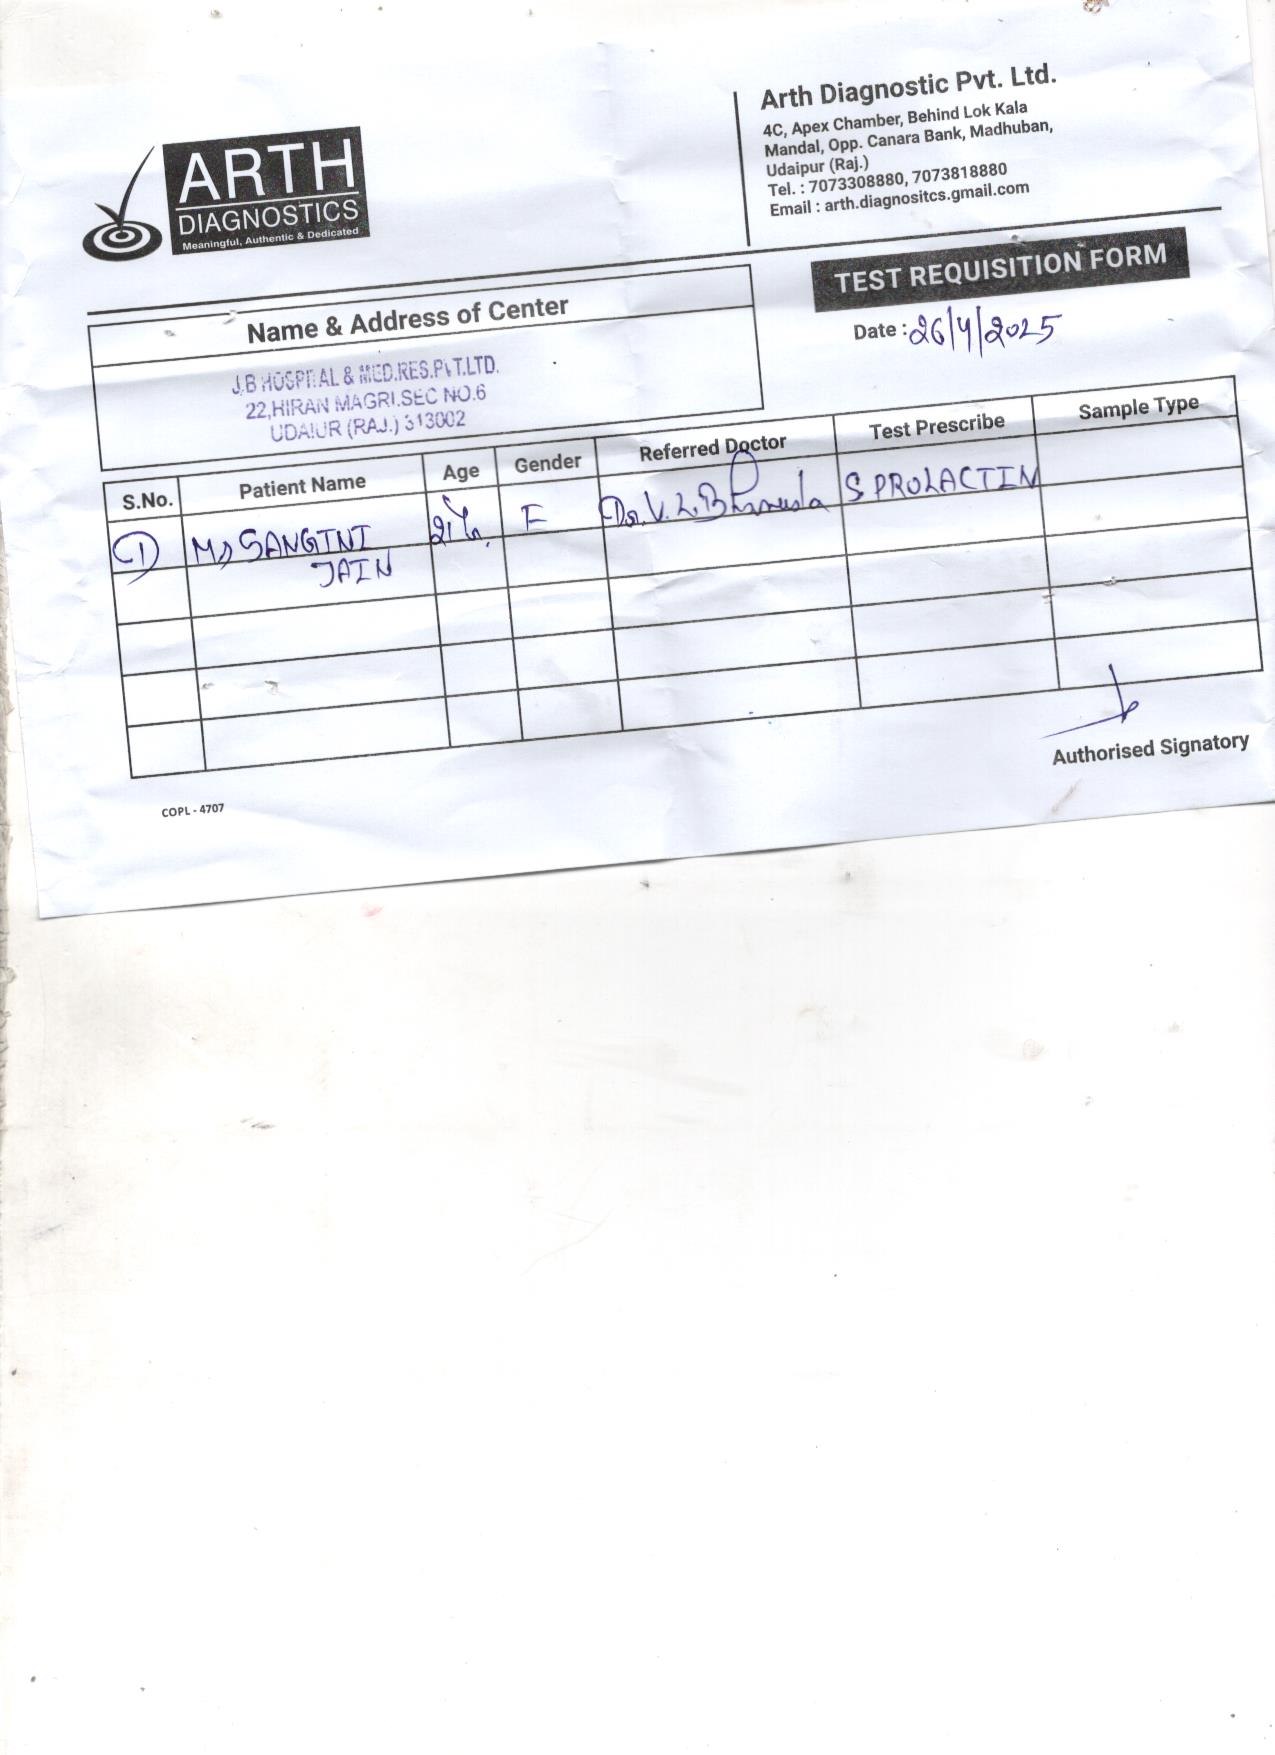 ARTH
DIAGNOSTICS
Meaningful, Authentic & Dedicated
Arth Diagnostic Pvt. Ltd.
4C, Apex Chamber, Behind Lok Kala
Mandal, Opp. Canara Bank, Madhuban,
Udaipur (Raj.)
Tel. : 7073308880, 7073818880
Email : arth.diagnositcs.gmail.com
TEST REQUISITION FORM
Date : 26/4/2025
Name & Address of Center
J.B HOSPITAL & MED.RES.PVT.LTD.
22,HIRAN MAGRI.SEC NO.6
UDAIUR (RAJ.) 313002
S.No. Patient Name Age Gender Referred Doctor Test Prescribe Sample Type
1) Ms SANGINI 21 F Dr. V. L. S PROLACTIN
JAIN
Authorised Signatory
COPL - 4707